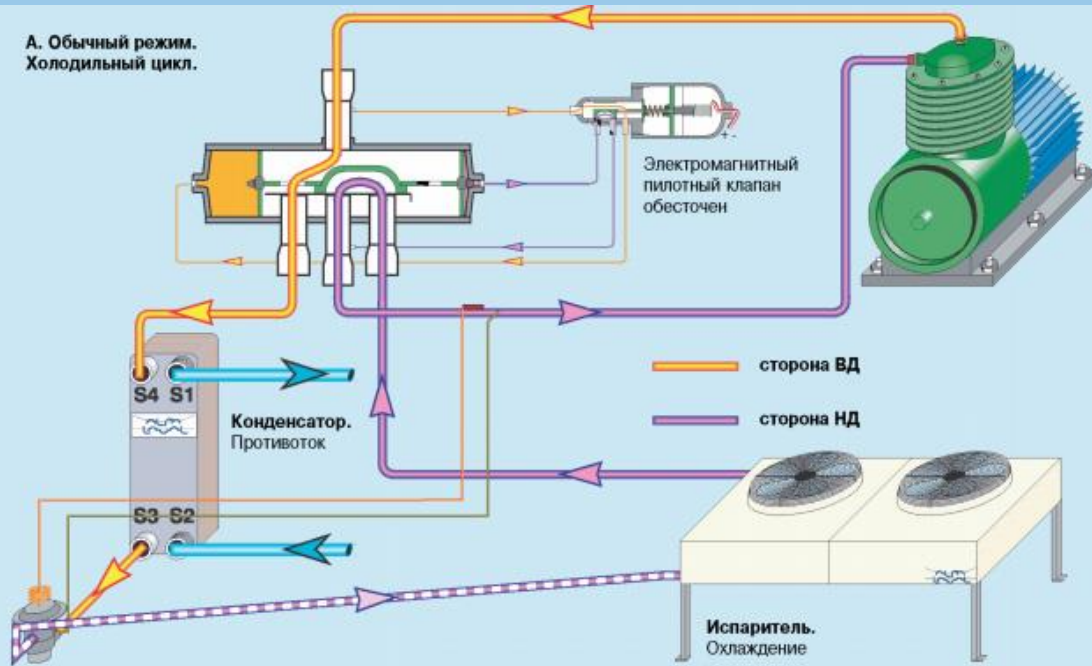 А. Обычный режим.
Холодильный цикл.
+ -
Электромагнитный
пилотный клапан
обесточен
сторона ВД
сторона НД
S4 S1
Конденсатор.
Противоток
S3 S2
Испаритель.
Охлаждение